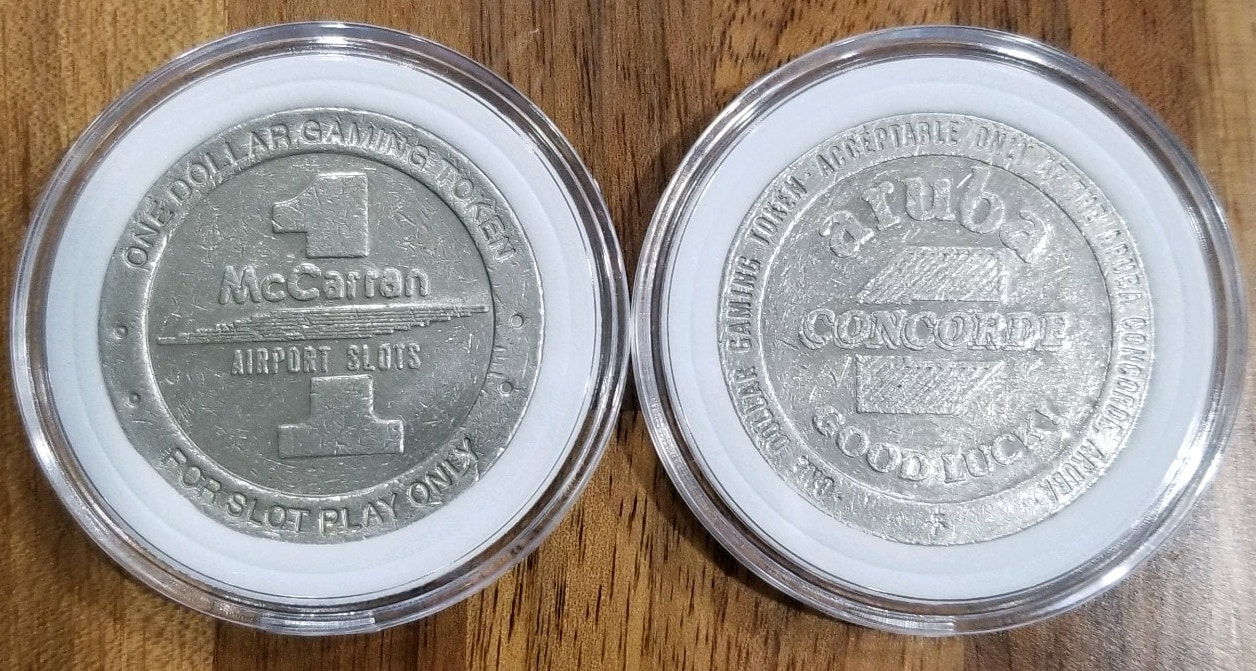 ONE DOLLAR GAMING TOKEN
1
McCarran
AIRPORT SLOTS
FOR SLOT PLAY ONLY
· ONE DOLLAR GAMING TOKEN · ACCEPTABLE ONLY AT THE ARUBA CONCORDE ARUBA ·
aruba
CONCORDE
GOOD LUCK!